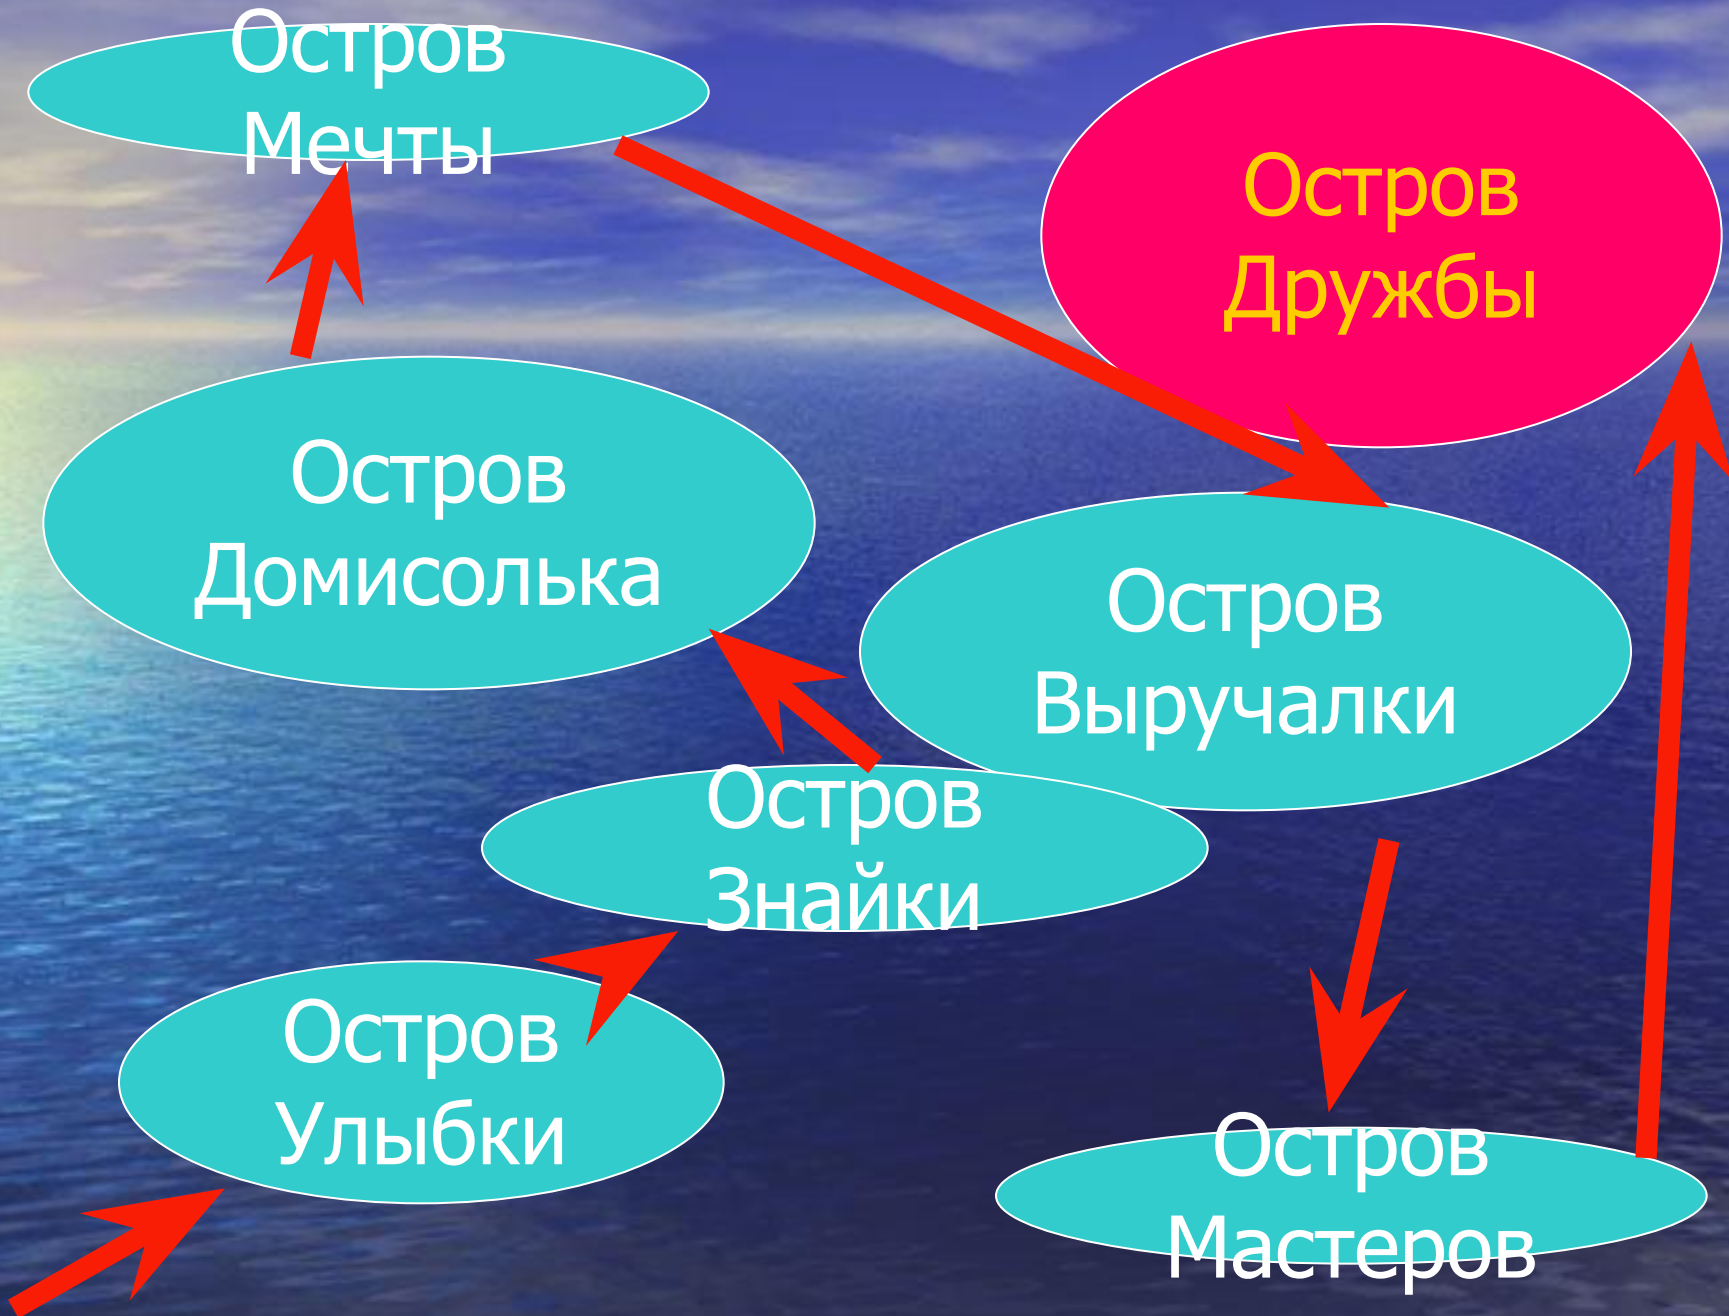 Остров
Мечты
Остров
Дружбы
Остров
Домисолька
Остров
Выручалки
Остров
Знайки
Остров
Улыбки
Остров
Мастеров